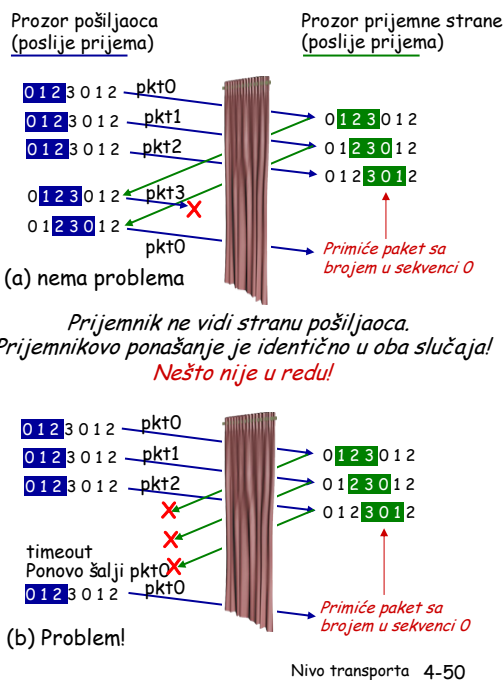 Prozor pošiljaoca
(poslije prijema)
Prozor prijemne strane
(poslije prijema)
0 1 2 3 0 1 2 pkt0
0 1 2 3 0 1 2 pkt1
0 1 2 3 0 1 2 pkt2
0 1 2 3 0 1 2
0 1 2 3 0 1 2
0 1 2 3 0 1 2
0 1 2 3 0 1 2 pkt3
0 1 2 3 0 1 2
pkt0
Primiće paket sa
brojem u sekvenci 0
(a) nema problema
Prijemnik ne vidi stranu pošiljaoca.
Prijemnikovo ponašanje je identično u oba slučaja!
Nešto nije u redu!
0 1 2 3 0 1 2 pkt0
0 1 2 3 0 1 2 pkt1
0 1 2 3 0 1 2 pkt2
0 1 2 3 0 1 2
0 1 2 3 0 1 2
0 1 2 3 0 1 2
timeout
Ponovo šalji pkt0
0 1 2 3 0 1 2 pkt0
Primiće paket sa
brojem u sekvenci 0
(b) Problem!
Nivo transporta 4-50